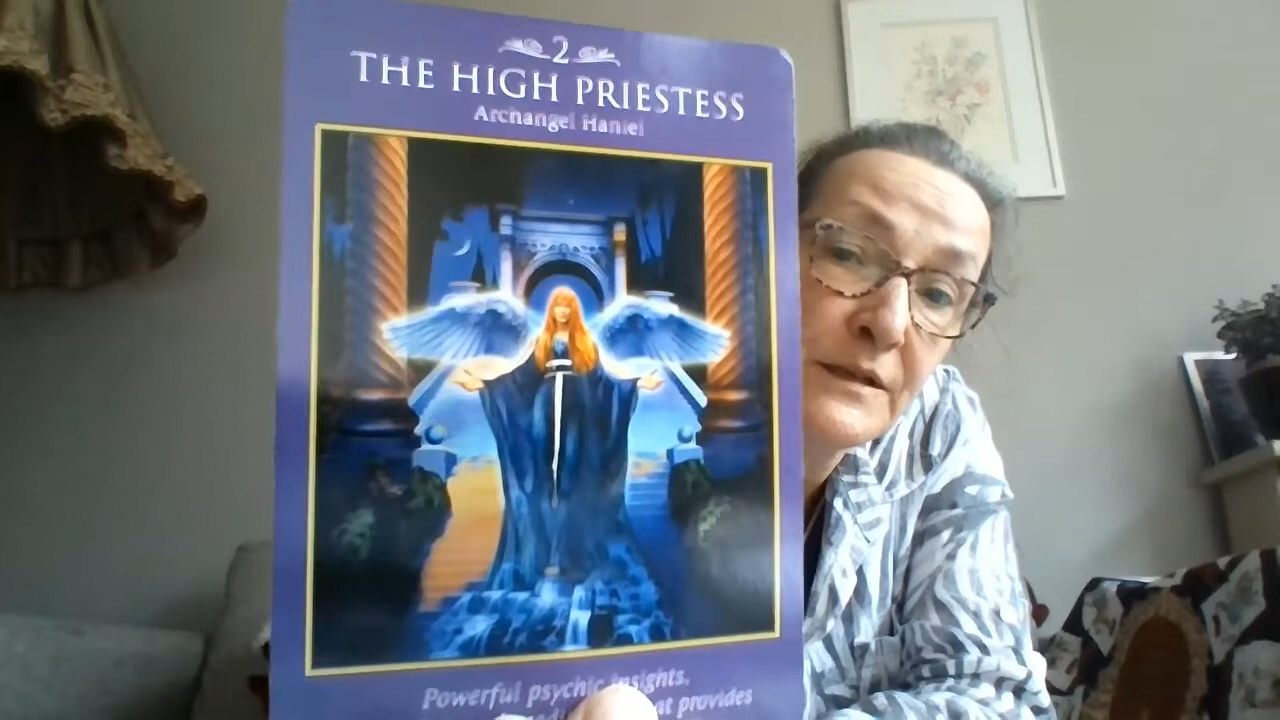 2
THE HIGH PRIESTESS
Archangel Haniel
Powerful psychic insights.
provides